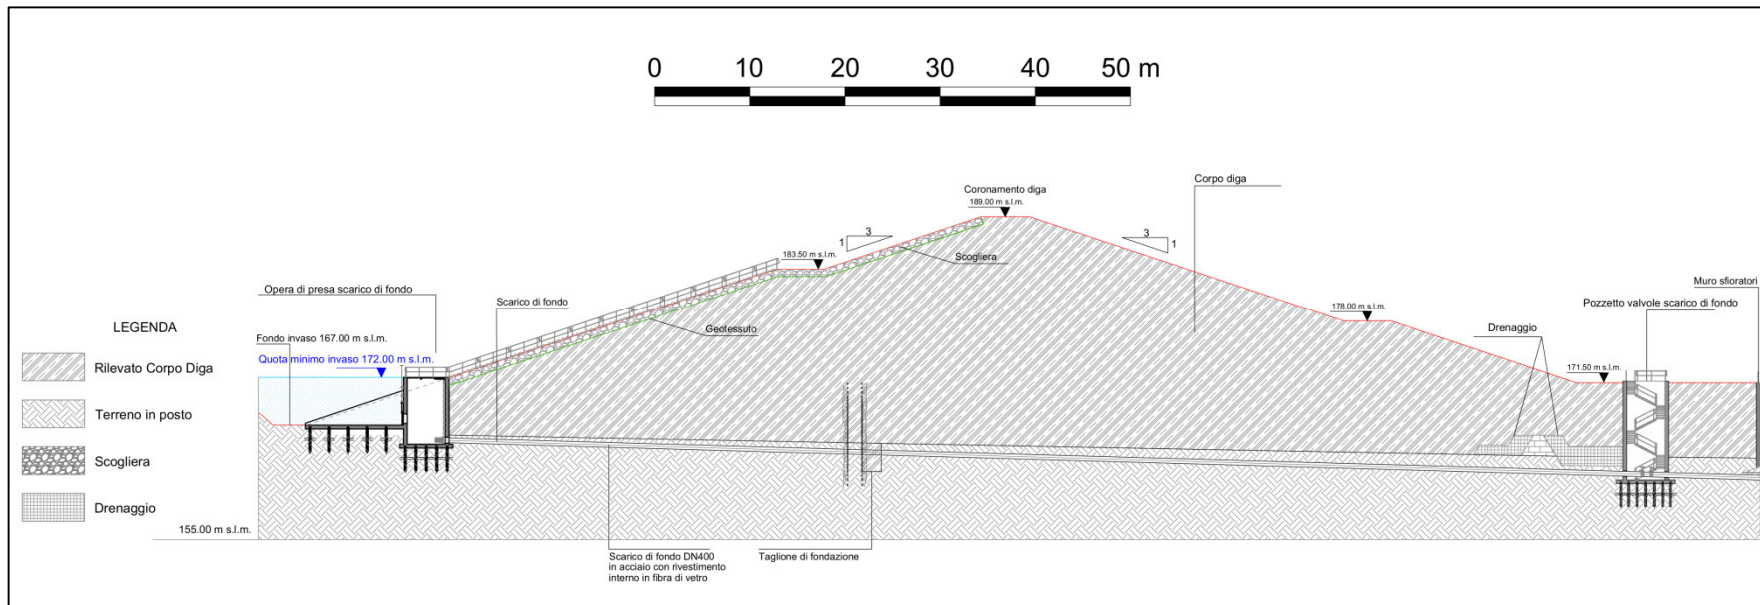 0 10 20 30 40 50 m
Corpo diga
Coronamento diga
189.00 m s.l.m.
3
1
3
1
183.50 m s.l.m.
Scogliera
Muro sfioratori
Opera di presa scarico di fondo
Scarico di fondo
Pozzetto valvole scarico di fondo
178.00 m s.l.m.
LEGENDA
Geotessuto
Drenaggio
Fondo invaso 167.00 m s.l.m.
Quota minimo invaso 172.00 m s.l.m.
171.50 m s.l.m.
Rilevato Corpo Diga
Terreno in posto
Scogliera
Drenaggio
155.00 m s.l.m.
Scarico di fondo DN400
in acciaio con rivestimento
interno in fibra di vetro
Taglione di fondazione